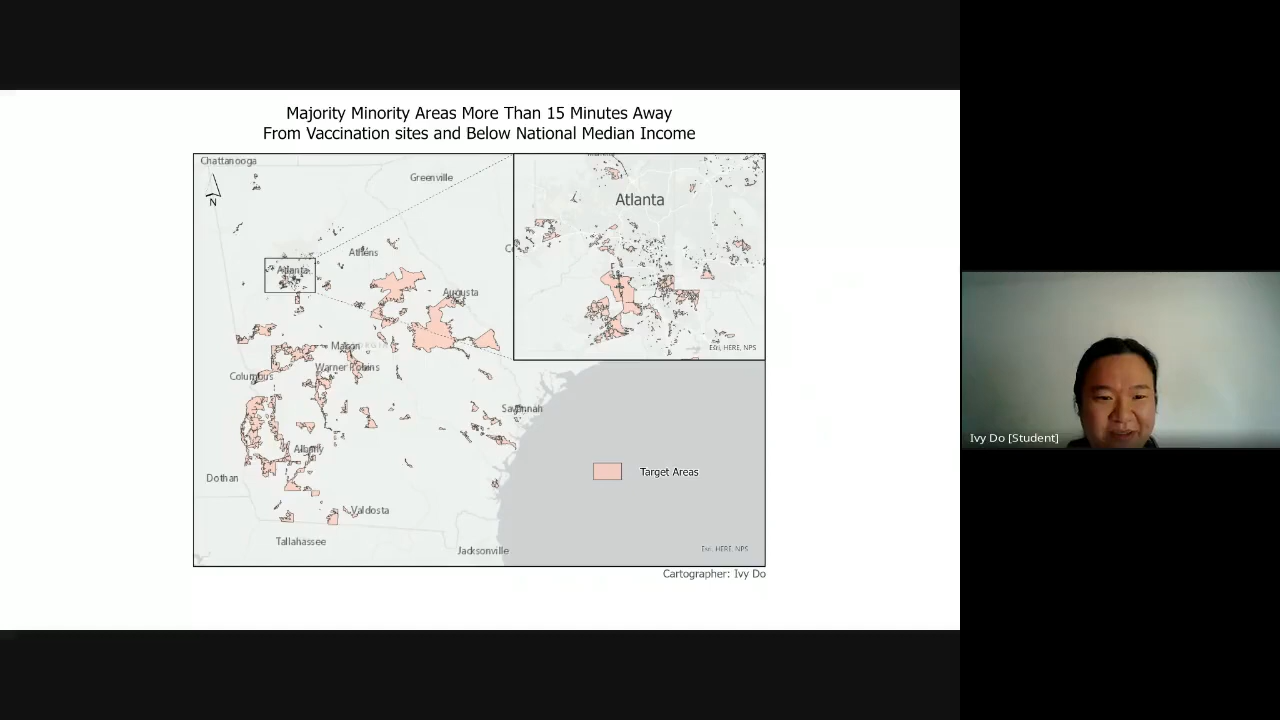 Majority Minority Areas More Than 15 Minutes Away
From Vaccination sites and Below National Median Income
Chattanooga
Greenville
N
Atlanta
Athens
Augusta
Macon
Warner Robins
Columbus
Savannah
Albany
Dothan
Valdosta
Tallahassee
Jacksonville
Atlanta
Esri, HERE, NPS
Target Areas
Esri, HERE, NPS
Cartographer: Ivy Do
Ivy Do [Student]